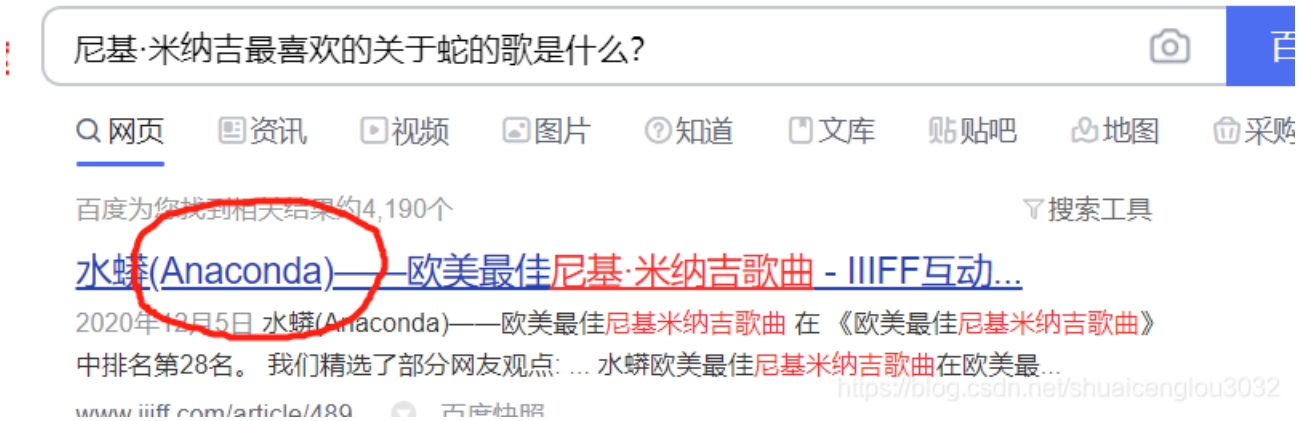 尼基·米纳吉最喜欢的关于蛇的歌是什么?
百
网页 资讯 视频 图片 知道 文库 贴吧 地图 采购
百度为您找到相关结果约4,190个
搜索工具
水蟒(Anaconda)——欧美最佳尼基·米纳吉歌曲 - IIIFF互动...
2020年12月5日 水蟒(Anaconda)——欧美最佳尼基米纳吉歌曲 在 《欧美最佳尼基米纳吉歌曲》
中排名第28名。 我们精选了部分网友观点: ... 水蟒欧美最佳尼基米纳吉歌曲在欧美最...
https://blog.csdn.net/shuaicenglou3032
www.iiiff.com/article/489 百度快照